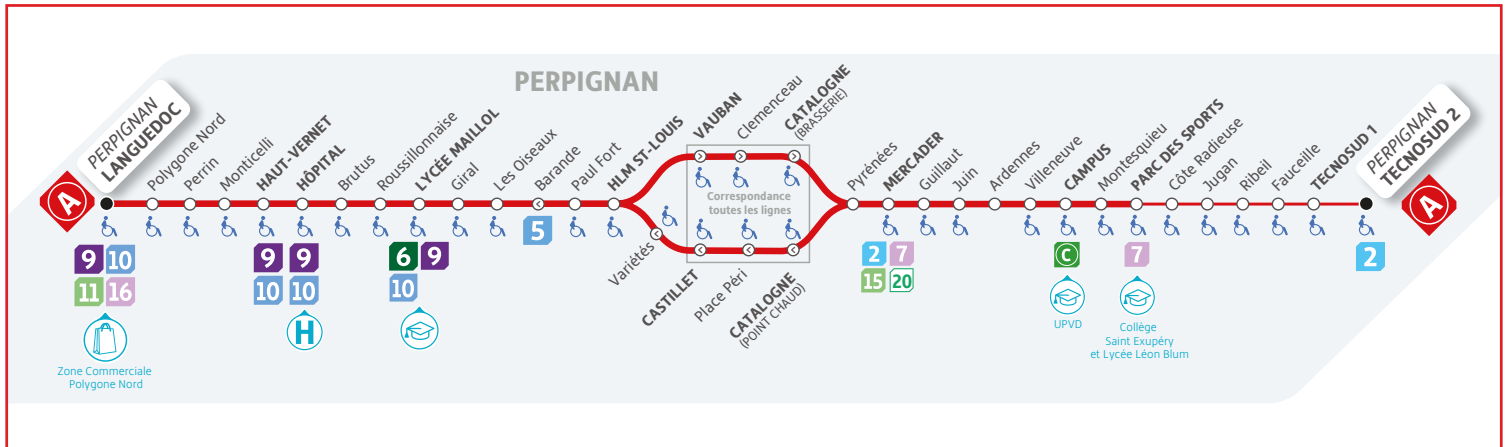 PERPIGNAN
A
PERPIGNAN
LANGUEDOC
Polygone Nord
Perrin
Monticelli
HAUT-VERNET
HÔPITAL
Brutus
Roussillonnaise
LYCÉE MAILLOL
Giral
Les Oiseaux
Barande
Paul Fort
HLM ST-LOUIS
VAUBAN
Clemenceau
CATALOGNE
(BRASSERIE)
Correspondance
toutes les lignes
Variétés
CASTILLET
Place Péri
CATALOGNE
(POINT CHAUD)
Pyrénées
MERCADER
Guillaut
Juin
Ardennes
Villeneuve
CAMPUS
Montesquieu
PARC DES SPORTS
Côte Radieuse
Jugan
Ribeil
Fauceille
TECNOSUD 1
PERPIGNAN
TECNOSUD 2
A
9 10
11 16
Zone Commerciale
Polygone Nord
9
10
9
10
H
6 9
10
5
2 7
15 20
C
UPVD
7
Collège
Saint Exupéry
et Lycée Léon Blum
2